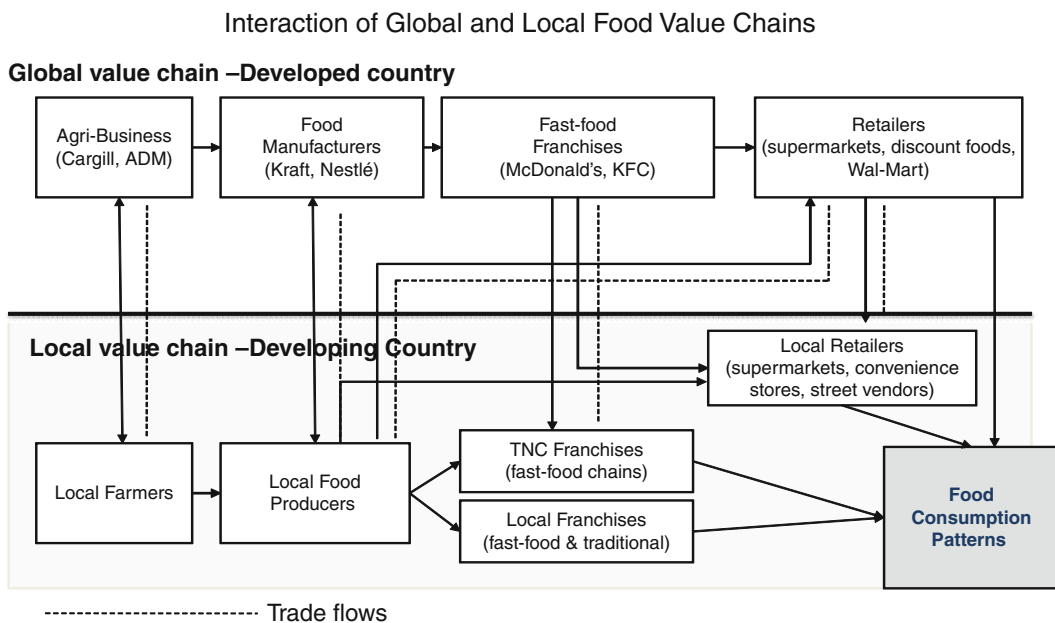 Interaction of Global and Local Food Value Chains
Global value chain –Developed country
Agri-Business
(Cargill, ADM)
Food
Manufacturers
(Kraft, Nestlé)
Fast-food
Franchises
(McDonald's, KFC)
Retailers
(supermarkets, discount foods,
Wal-Mart)
Local value chain –Developing Country
Local Retailers
(supermarkets, convenience
stores, street vendors)
Local Farmers
Local Food
Producers
TNC Franchises
(fast-food chains)
Local Franchises
(fast-food & traditional)
Food
Consumption
Patterns
Trade flows